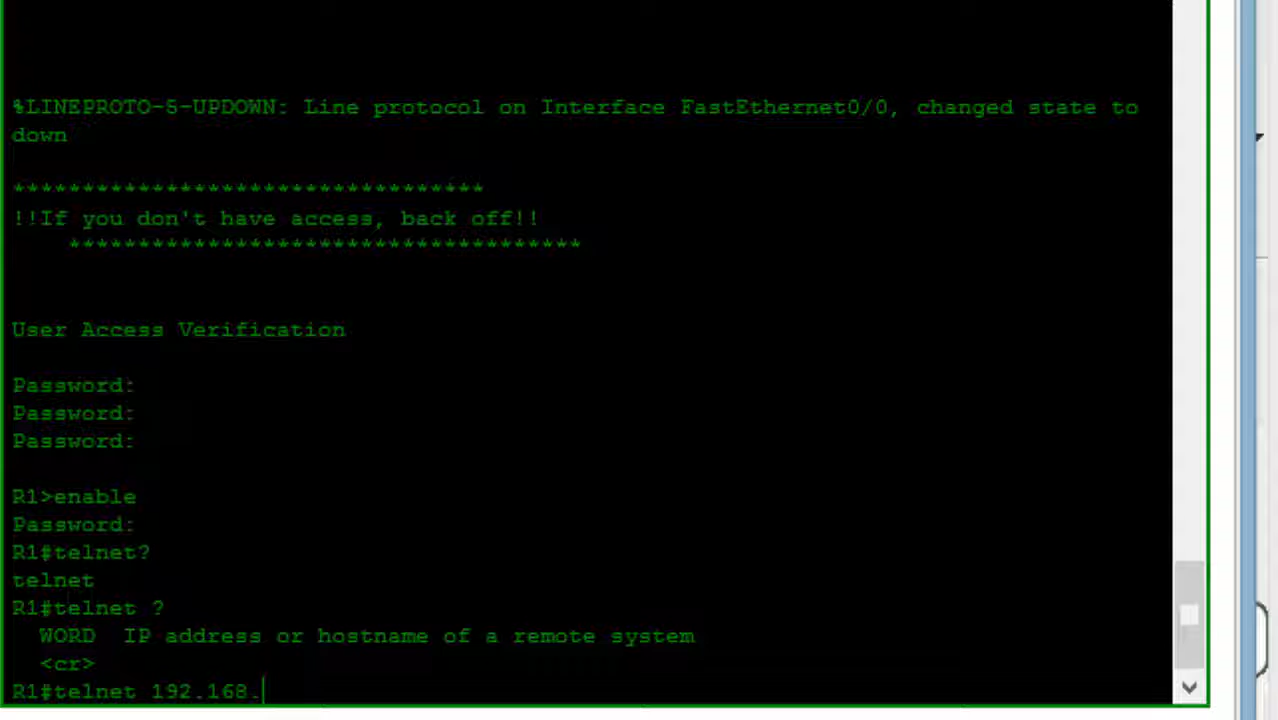 %LINEPROTO-5-UPDOWN: Line protocol on Interface FastEthernet0/0, changed state to
down
**********************************
!!If you don't have access, back off!!
*************************************
User Access Verification
Password:
Password:
Password:
R1>enable
Password:
R1#telnet?
telnet
R1#telnet ?
WORD  IP address or hostname of a remote system
<cr>
R1#telnet 192.168.